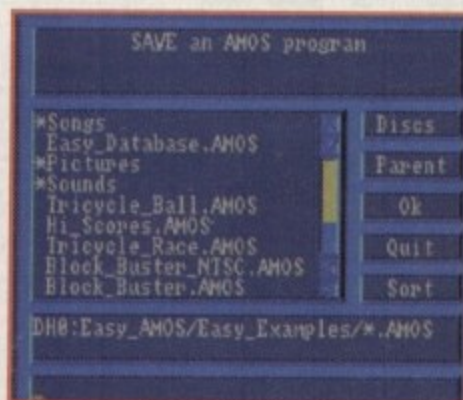 SAVE an AMOS program
*Songs
Easy_Database.AMOS
*Pictures
*Sounds
Tricycle_Ball.AMOS
Hi_Scores.AMOS
Tricycle_Race.AMOS
Block_Buster_NTSC.AMOS
Block_Buster.AMOS
Discs
Parent
Ok
Quit
Sort
DH0:Easy_AMOS/Easy_Examples/*.AMOS